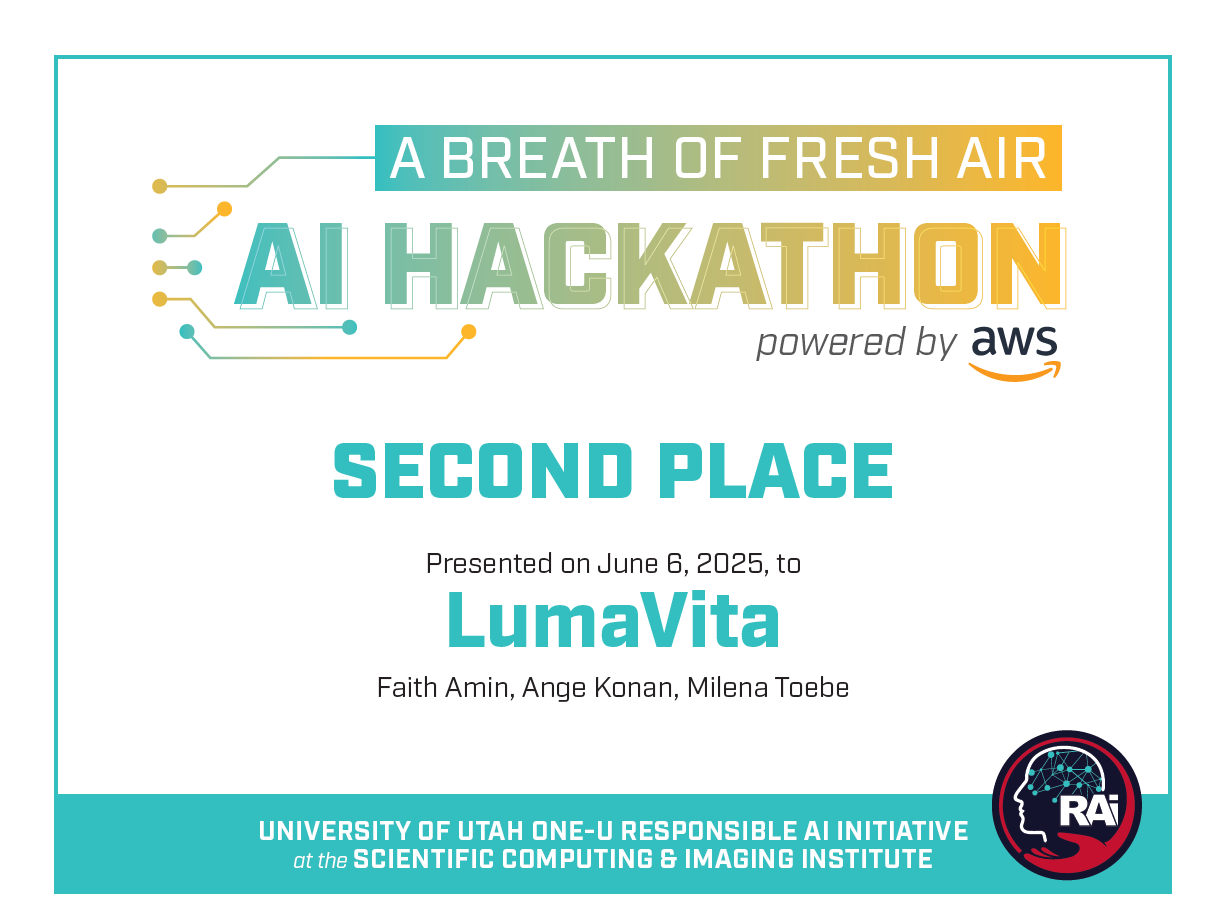 A BREATH OF FRESH AIR
AI HACKATHON
powered by aws
SECOND PLACE
Presented on June 6, 2025, to
LumaVita
Faith Amin, Ange Konan, Milena Toebe
RAi
UNIVERSITY OF UTAH ONE-U RESPONSIBLE AI INITIATIVE
at the SCIENTIFIC COMPUTING & IMAGING INSTITUTE